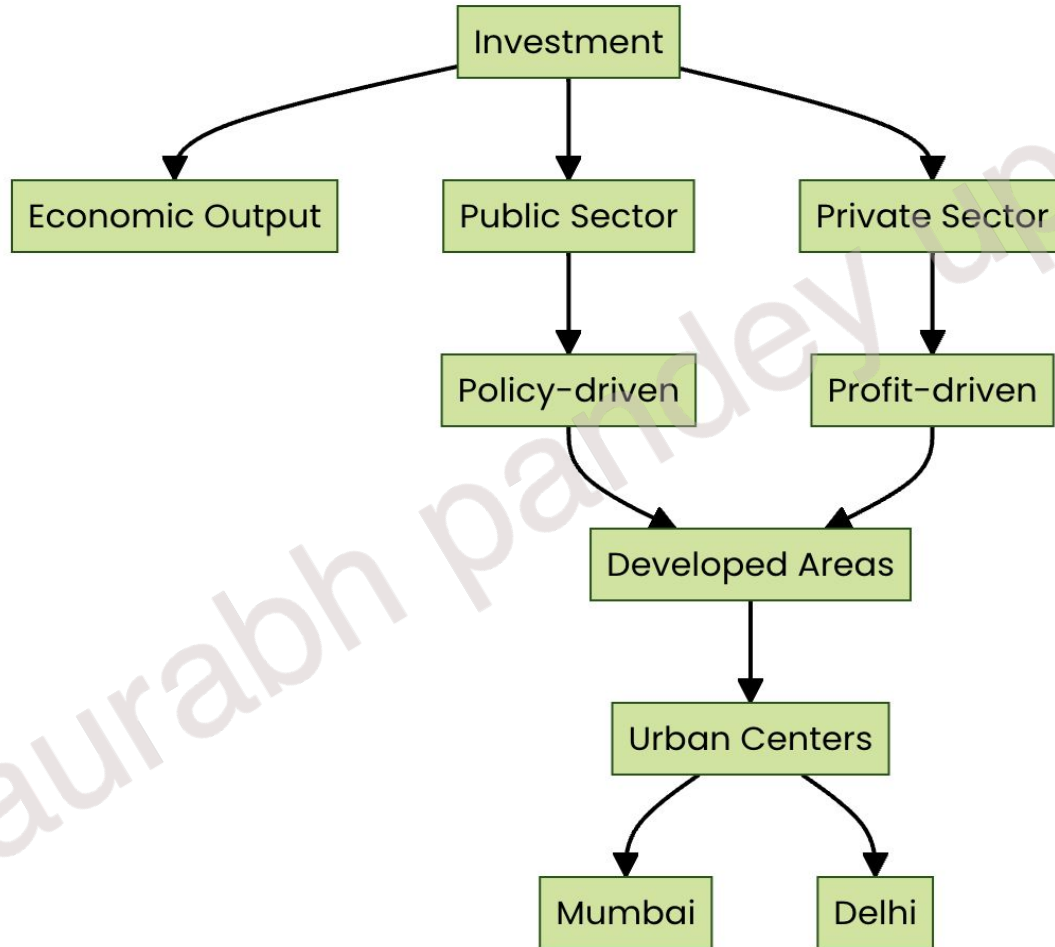 Investment
Economic Output
Public Sector
Private Sector
Policy-driven
Profit-driven
Developed Areas
Urban Centers
Mumbai
Delhi
aurabh pandey up